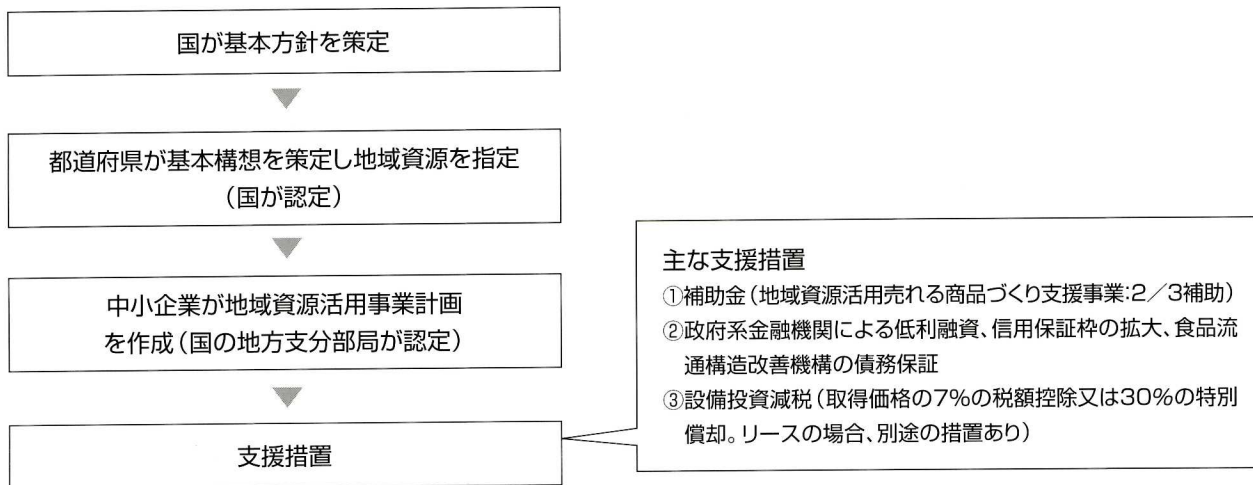 国が基本方針を策定
都道府県が基本構想を策定し地域資源を指定
（国が認定）
中小企業が地域資源活用事業計画
を作成（国の地方支分部局が認定）
支援措置
主な支援措置
①補助金（地域資源活用売れる商品づくり支援事業：2／3補助）
②政府系金融機関による低利融資、信用保証枠の拡大、食品流
通構造改善機構の債務保証
③設備投資減税（取得価格の7%の税額控除又は30%の特別
償却。リースの場合、別途の措置あり）